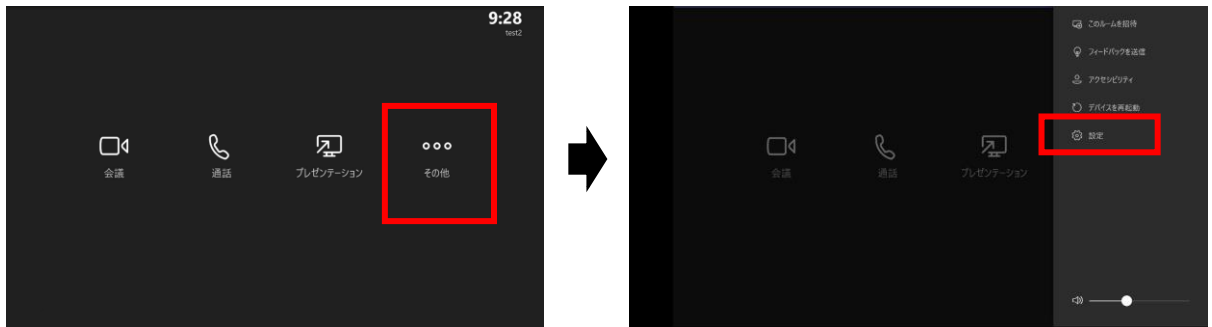 9:28
test2
会議
通話
プレゼンテーション
その他
このルームを招待
フィードバックを送信
アクセシビリティ
デバイスを再起動
設定
会議
通話
プレゼンテーション